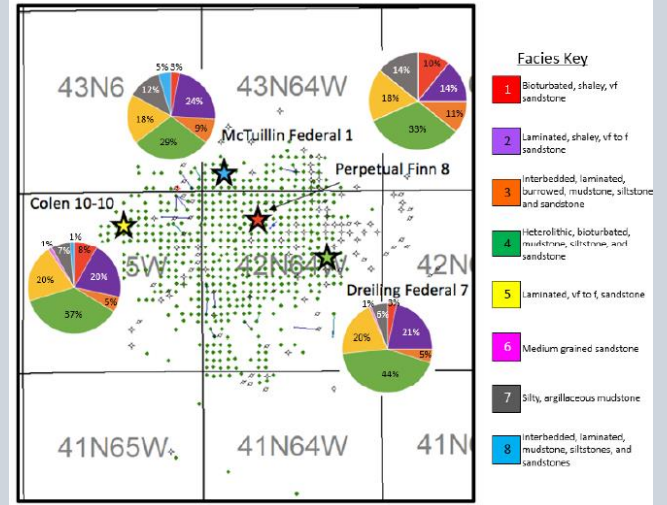 Facies Key
1 Bioturbated, shaley, vf
sandstone
2 Laminated, shaley, vf to f
sandstone
3 Interbedded, laminated,
burrowed, mudstone, siltstone
and sandstone
4 Heterolithic, bioturbated,
mudstone, siltstone, and
sandstone
5 Laminated, vf to f, sandstone
6 Medium grained sandstone
7 Silty, argillaceous mudstone
8 Interbedded, laminated,
mudstone, siltstones, and
sandstones
43N6
43N64W
5% 3%
12%
24%
18%
9%
29%
14%
10%
14%
18%
11%
33%
McTuillin Federal 1
Perpetual Finn 8
Colen 10-10
5W
42N64W
42N
1%
1% 7% 8%
20%
20%
5%
37%
Dreiling Federal 7
1%
6% 3%
20%
21%
5%
44%
41N65W
41N64W
41N